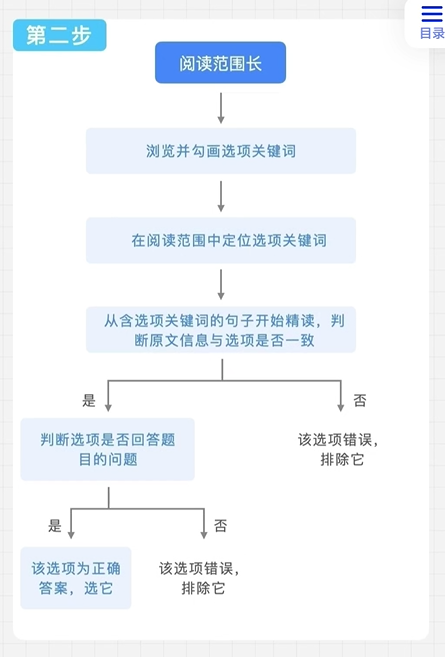 第二步
目录
阅读范围长
浏览并勾画选项关键词
在阅读范围中定位选项关键词
从含选项关键词的句子开始精读，判
断原文信息与选项是否一致
是
否
判断选项是否回答题
目的问题
该选项错误，
排除它
是
否
该选项为正确
答案，选它
该选项错误，
排除它